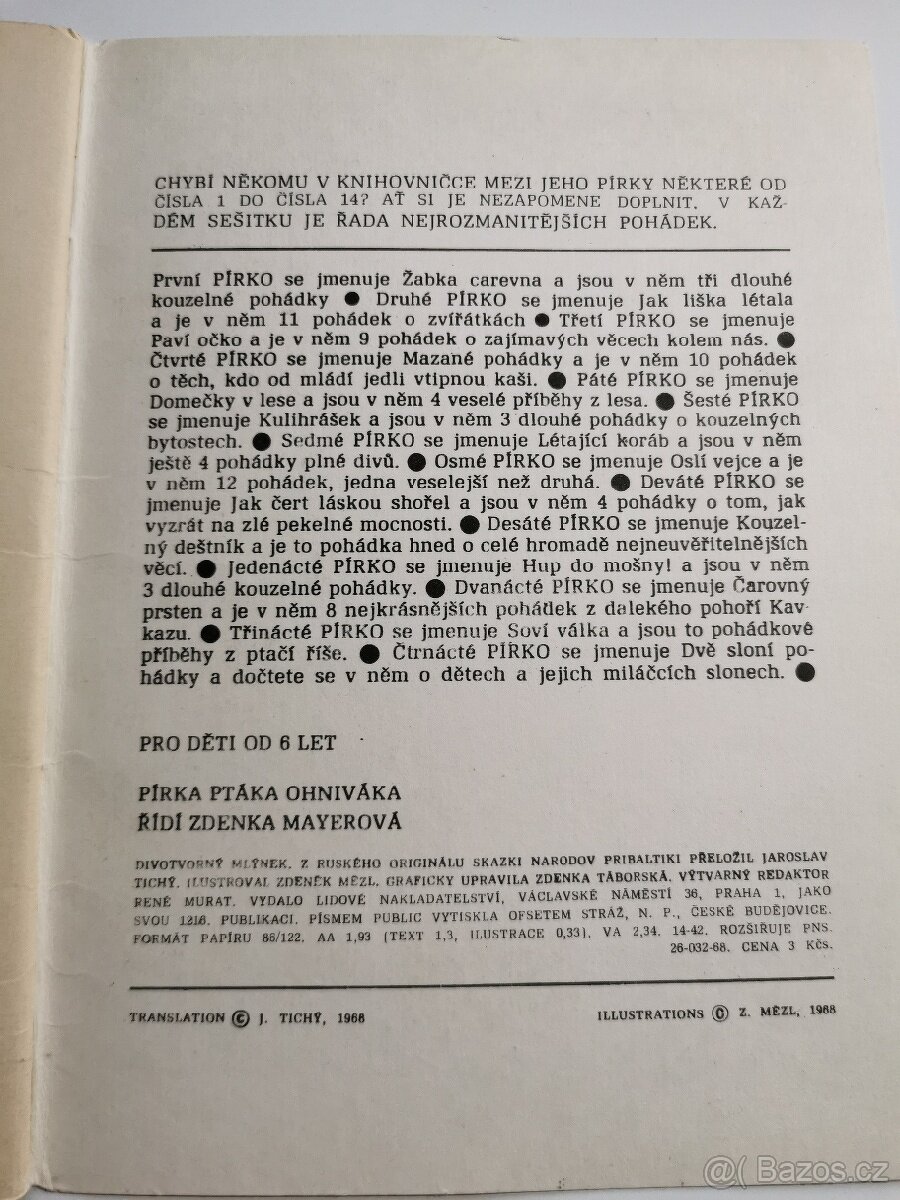 CHYBÍ NĚKOMU V KNIHOVNIČCE MEZI JEHO PÍRKY NĚKTERÉ OD
ČÍSLA 1 DO ČÍSLA 14? AŤ SI JE NEZAPOMENE DOPLNIT. V KAŽ-
DÉM SEŠITKU JE ŘADA NEJROZMANITĚJŠÍCH POHÁDEK.
První PÍRKO se jmenuje Žabka carevna a jsou v něm tři dlouhé
kouzelné pohádky ● Druhé PÍRKO se jmenuje Jak liška létala
a je v něm 11 pohádek o zvířátkách ● Třetí PÍRKO se jmenuje
Paví očko a je v něm 9 pohádek o zajímavých věcech kolem nás. ●
Čtvrté PÍRKO se jmenuje Mazané pohádky a je v něm 10 pohádek
o těch, kdo od mládí jedli vtipnou kaši. ● Páté PÍRKO se jmenuje
Domečky v lese a jsou v něm 4 veselé příběhy z lesa. ● Šesté PÍRKO
se jmenuje Kulihrášek a jsou v něm 3 dlouhé pohádky o kouzelných
bytostech. ● Sedmé PÍRKO se jmenuje Létající koráb a jsou v něm
ještě 4 pohádky plné divů. ● Osmé PÍRKO se jmenuje Oslí vejce a je
v něm 12 pohádek, jedna veselejší než druhá. ● Deváté PÍRKO se
jmenuje Jak čert láskou shořel a jsou v něm 4 pohádky o tom, jak
vyzrát na zlé pekelné mocnosti. ● Desáté PÍRKO se jmenuje Kouzel-
ný deštník a je to pohádka hned o celé hromadě nejneuvěřitelnějších
věcí. ● Jedenácté PÍRKO se jmenuje Hup do mošny! a jsou v něm
3 dlouhé kouzelné pohádky. ● Dvanácté PÍRKO se jmenuje Čarovný
prsten a je v něm 8 nejkrásnějších pohádek z dalekého pohoří Kav-
kazu. ● Třinácté PÍRKO se jmenuje Soví válka a jsou to pohádkové
příběhy z ptačí říše. ● Čtrnácté PÍRKO se jmenuje Dvě sloní po-
hádky a dočtete se v něm o dětech a jejich miláčcích slonech. ●
PRO DĚTI OD 6 LET
PÍRKA PTÁKA OHNIVÁKA
ŘÍDÍ ZDENKA MAYEROVÁ
DIVOTVORNÝ MLÝNEK. Z RUSKÉHO ORIGINÁLU SKAZKI NARODOV PRIBALTIKI PŘELOŽIL JAROSLAV
TICHÝ. ILUSTROVAL ZDENĚK MÉZL. GRAFICKY UPRAVILA ZDENKA TÁBORSKÁ. VÝTVARNÝ REDAKTOR
RENÉ MURAT. VYDALO LIDOVÉ NAKLADATELSTVÍ, VÁCLAVSKÉ NÁMĚSTÍ 36, PRAHA 1, JAKO
SVOU 1216. PUBLIKACI. PÍSMEM PUBLIC VYTISKLA OFSETEM STRÁŽ, N. P., ČESKÉ BUDĚJOVICE.
FORMÁT PAPÍRU 86/122. AA 1,93 (TEXT 1,3, ILUSTRACE 0,33). VA 2,34. 14-42. ROZŠIŘUJE PNS.
26-032-68. CENA 3 KČS.
TRANSLATION © J. TICHÝ, 1968
ILLUSTRATIONS © Z. MÉZL, 1968
@( Bazos.cz